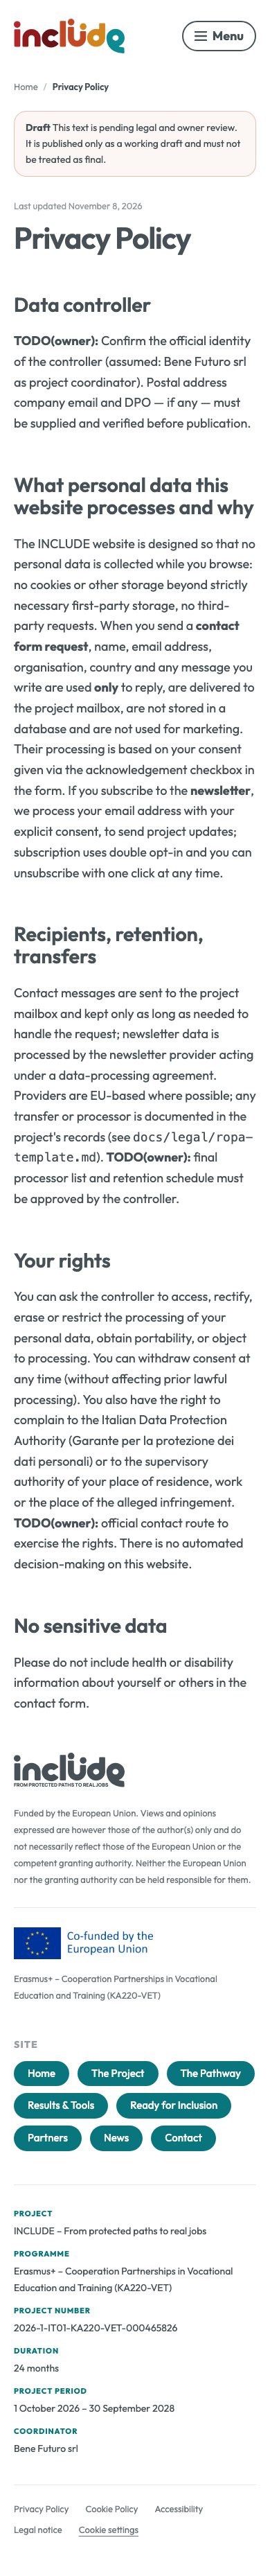 include
Menu
Home / Privacy Policy
Draft This text is pending legal and owner review.
It is published only as a working draft and must not
be treated as final.
Last updated November 8, 2026
Privacy Policy
Data controller
TODO(owner): Confirm the official identity
of the controller (assumed: Bene Futuro srl
as project coordinator). Postal address
company email and DPO — if any — must
be supplied and verified before publication.
What personal data this
website processes and why
The INCLUDE website is designed so that no
personal data is collected while you browse:
no cookies or other storage beyond strictly
necessary first-party storage, no third-
party requests. When you send a contact
form request, name, email address,
organisation, country and any message you
write are used only to reply, are delivered to
the project mailbox, are not stored in a
database and are not used for marketing.
Their processing is based on your consent
given via the acknowledgement checkbox in
the form. If you subscribe to the newsletter,
we process your email address with your
explicit consent, to send project updates;
subscription uses double opt-in and you can
unsubscribe with one click at any time.
Recipients, retention,
transfers
Contact messages are sent to the project
mailbox and kept only as long as needed to
handle the request; newsletter data is
processed by the newsletter provider acting
under a data-processing agreement.
Providers are EU-based where possible; any
transfer or processor is documented in the
project's records (see docs/legal/ropa-
template.md). TODO(owner): final
processor list and retention schedule must
be approved by the controller.
Your rights
You can ask the controller to access, rectify,
erase or restrict the processing of your
personal data, obtain portability, or object
to processing. You can withdraw consent at
any time (without affecting prior lawful
processing). You also have the right to
complain to the Italian Data Protection
Authority (Garante per la protezione dei
dati personali) or to the supervisory
authority of your place of residence, work
or the place of the alleged infringement.
TODO(owner): official contact route to
exercise the rights. There is no automated
decision-making on this website.
No sensitive data
Please do not include health or disability
information about yourself or others in the
contact form.
include
FROM PROTECTED PATHS TO REAL JOBS
Funded by the European Union. Views and opinions
expressed are however those of the author(s) only and do
not necessarily reflect those of the European Union or the
competent granting authority. Neither the European Union
nor the granting authority can be held responsible for them.
Co-funded by the
European Union
Erasmus+ – Cooperation Partnerships in Vocational
Education and Training (KA220-VET)
SITE
Home The Project The Pathway
Results & Tools Ready for Inclusion
Partners News Contact
PROJECT
INCLUDE – From protected paths to real jobs
PROGRAMME
Erasmus+ – Cooperation Partnerships in Vocational
Education and Training (KA220-VET)
PROJECT NUMBER
2026-1-IT01-KA220-VET-000465826
DURATION
24 months
PROJECT PERIOD
1 October 2026 – 30 September 2028
COORDINATOR
Bene Futuro srl
Privacy Policy Cookie Policy Accessibility
Legal notice Cookie settings